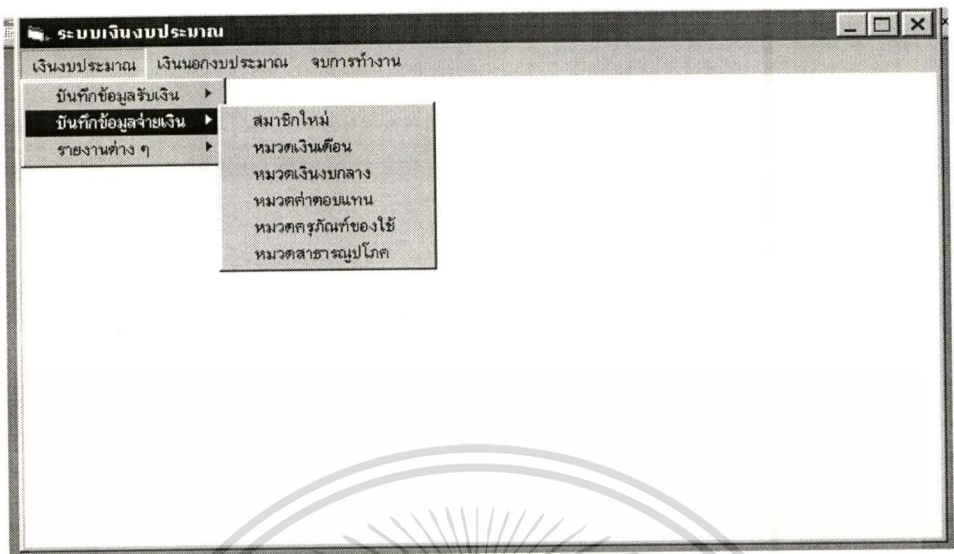 ระบบเงินงบประมาณ
เงินงบประมาณ เงินนอกงบประมาณ จบการทำงาน
บันทึกข้อมูลรับเงิน
บันทึกข้อมูลจ่ายเงิน
รายงานต่าง ๆ
สมาชิกใหม่
หมวดเงินเดือน
หมวดเงินงบกลาง
หมวดค่าตอบแทน
หมวดครุภัณฑ์ของใช้
หมวดสาธารณูปโภค